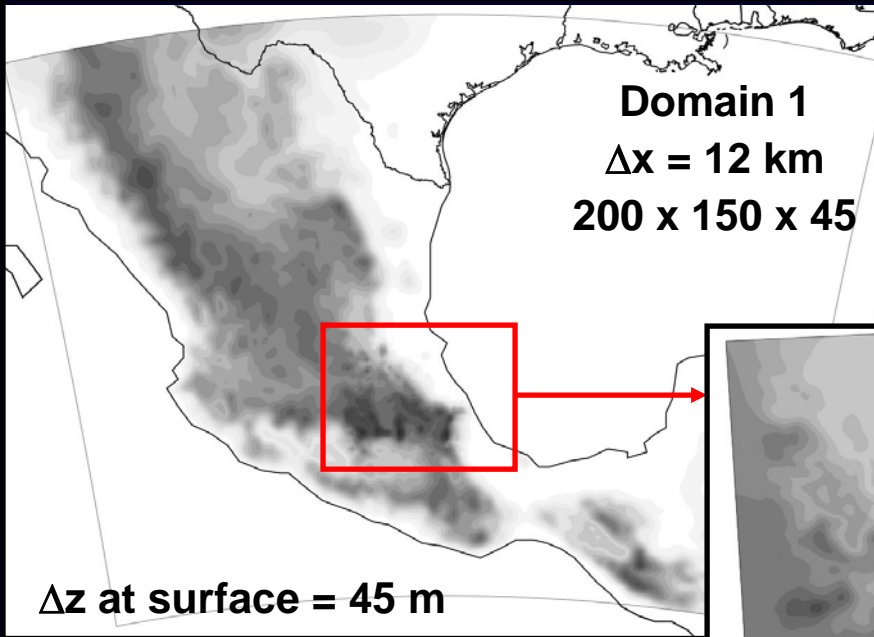 Domain 1
Δx = 12 km
200 x 150 x 45
Δz at surface = 45 m